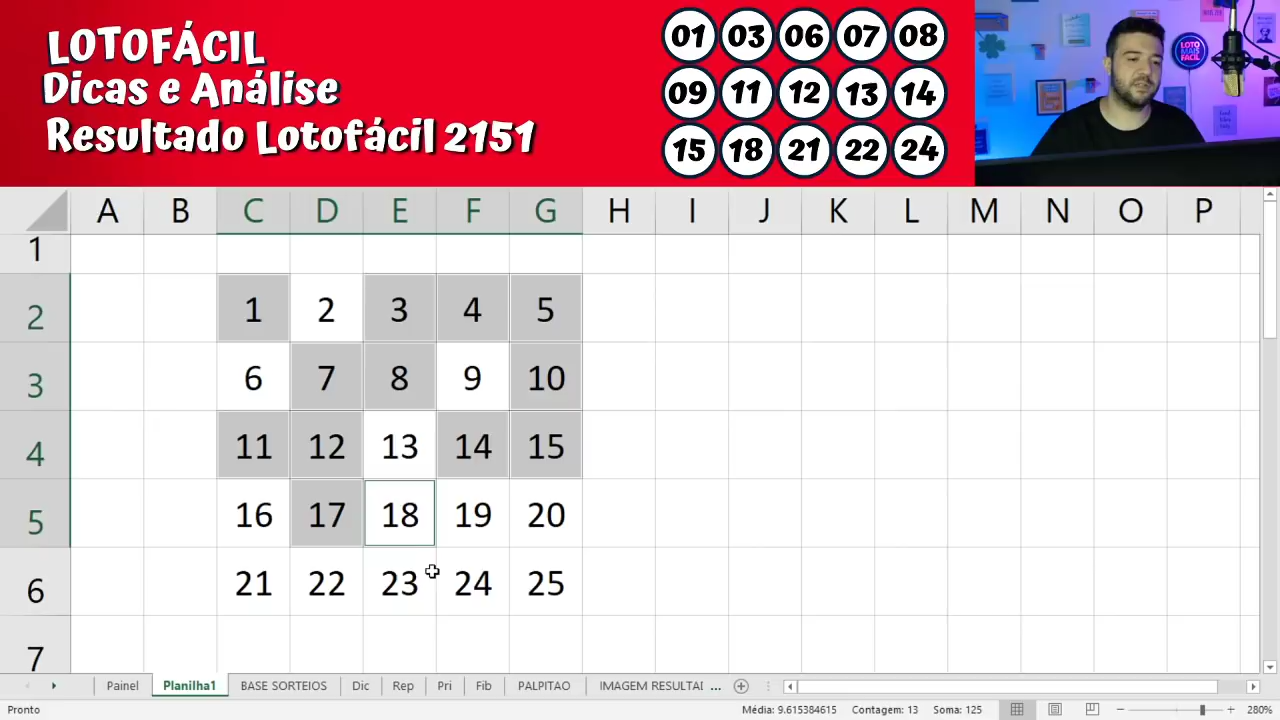 LOTOFÁCIL
Dicas e Análise
Resultado Lotofácil 2151
01 03 06 07 08
09 11 12 13 14
15 18 21 22 24
LOTO
MAIS
FÁCIL
A B C D E F G H I J K L M N O P
1
2 1 2 3 4 5
3 6 7 8 9 10
4 11 12 13 14 15
5 16 17 18 19 20
6 21 22 23 24 25
7
Painel Planilha1 BASE SORTEIOS Dic Rep Pri Fib PALPITAO IMAGEM RESULTAI ...
Pronto Média: 9.615384615 Contagem: 13 Soma: 125 280%